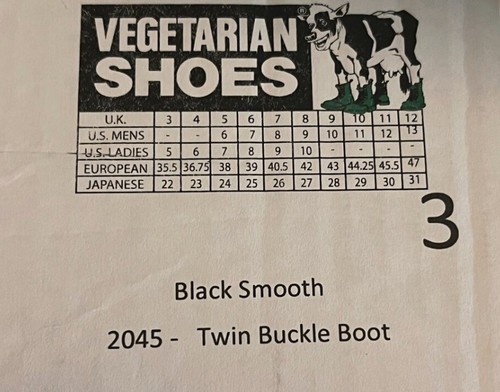 VEGETARIAN ®
SHOES
U.K. 3 4 5 6 7 8 9 10 11 12
U.S. MENS - - 6 7 8 9 10 11 12 13
U.S. LADIES 5 6 7 8 9 10 - - - -
EUROPEAN 35.5 36.75 38 39 40.5 42 43 44.25 45.5 47
JAPANESE 22 23 24 25 26 27 28 29 30 31
3
Black Smooth
2045 - Twin Buckle Boot